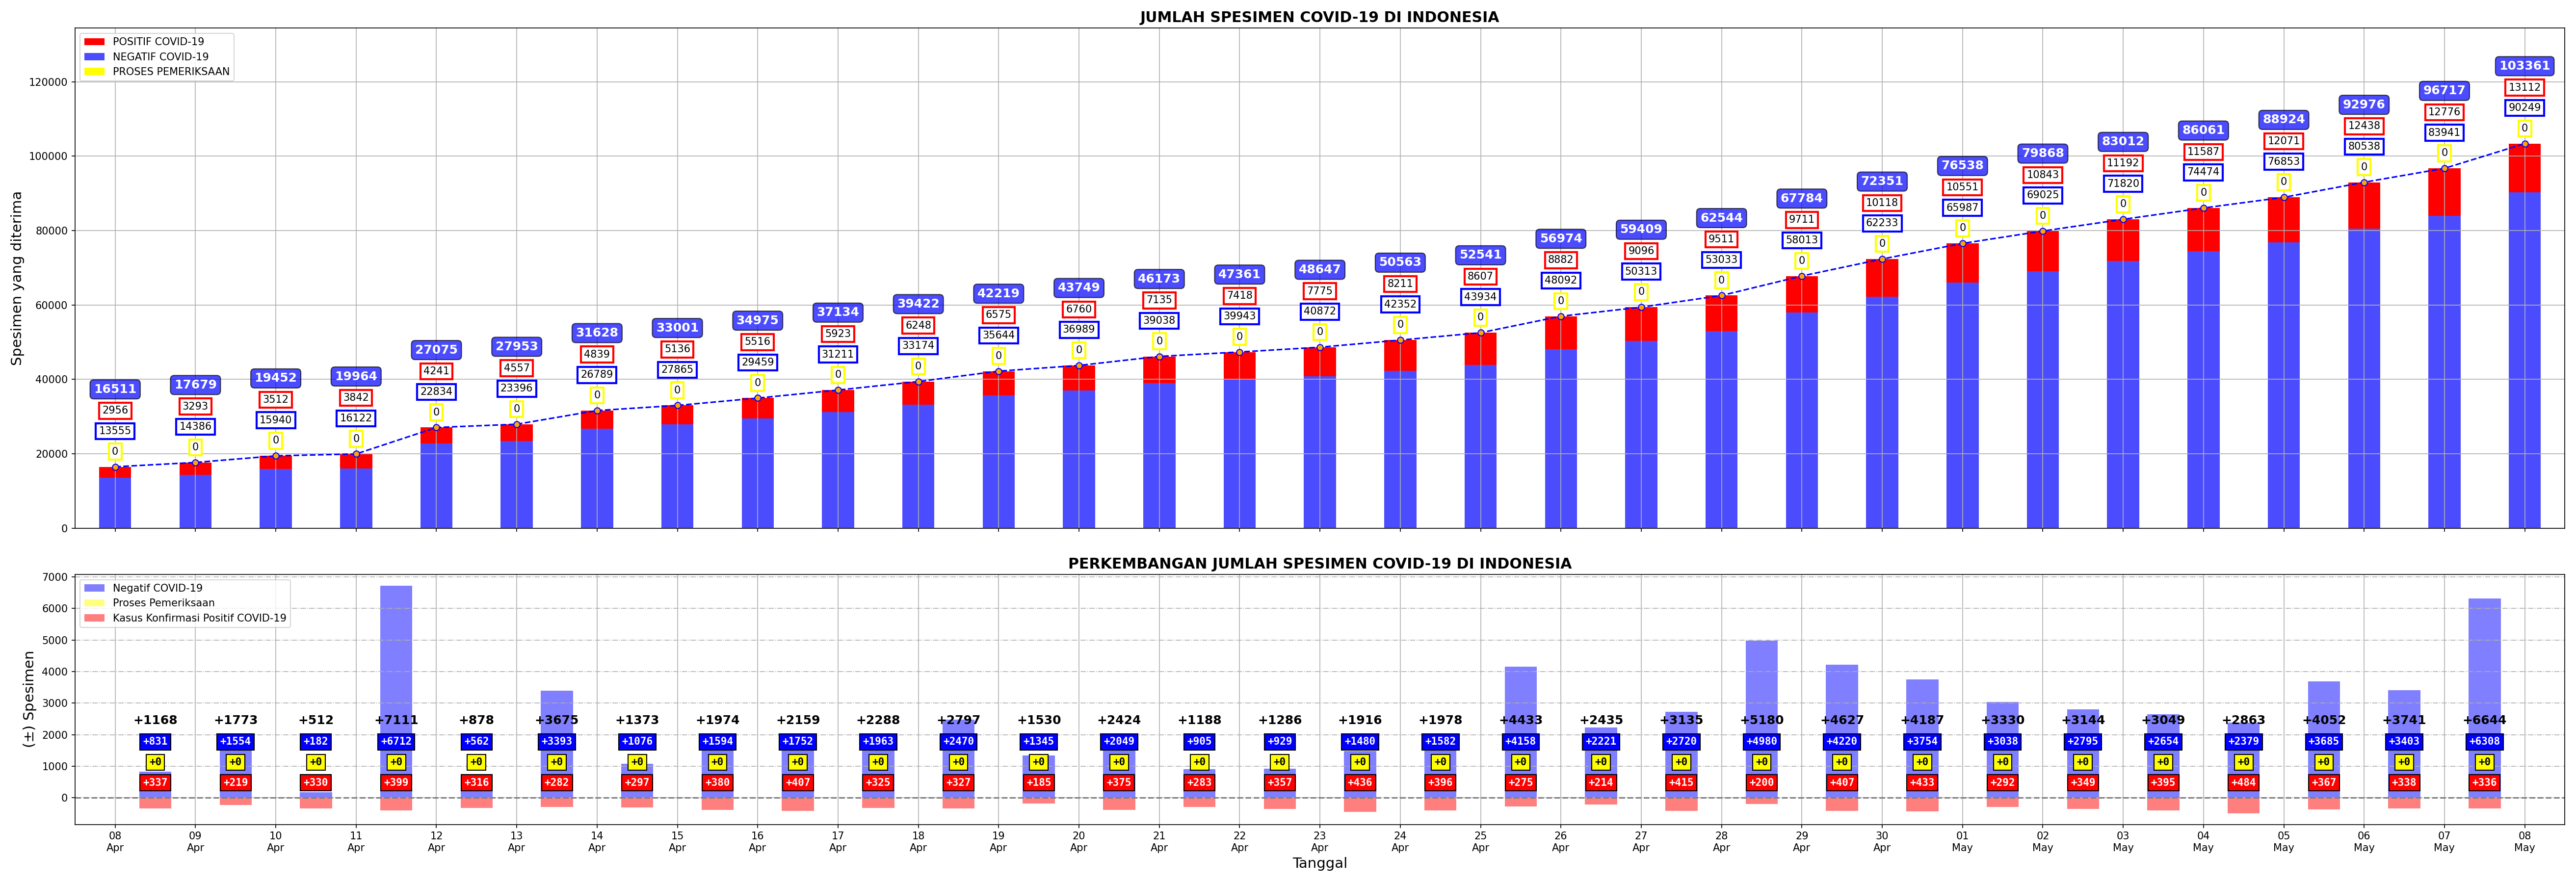 JUMLAH SPESIMEN COVID-19 DI INDONESIA
POSITIF COVID-19
NEGATIF COVID-19
PROSES PEMERIKSAAN
Spesimen yang diterima
120000
100000
80000
60000
40000
20000
0
16511 2956 13555 0
17679 3293 14386 0
19452 3512 15940 0
19964 3842 16122 0
27075 4241 22834 0
27953 4557 23396 0
31628 4839 26789 0
33001 5136 27865 0
34975 5516 29459 0
37134 5923 31211 0
39422 6248 33174 0
42219 6575 35644 0
43749 6760 36989 0
46173 7135 39038 0
47361 7418 39943 0
48647 7775 40872 0
50563 8211 42352 0
52541 8607 43934 0
56974 8882 48092 0
59409 9096 50313 0
62544 9511 53033 0
67784 9711 58013 0
72351 10118 62233 0
76538 10551 65987 0
79868 10843 69025 0
83012 11192 71820 0
86061 11587 74474 0
88924 12071 76853 0
92976 12438 80538 0
96717 12776 83941 0
103361 13112 90249 0
PERKEMBANGAN JUMLAH SPESIMEN COVID-19 DI INDONESIA
Negatif COVID-19
Proses Pemeriksaan
Kasus Konfirmasi Positif COVID-19
(±) Spesimen
7000
6000
5000
4000
3000
2000
1000
0
+1168 +1773 +512 +7111 +878 +3675 +1373 +1974 +2159 +2288 +2797 +1530 +2424 +1188 +1286 +1916 +1978 +4433 +2435 +3135 +5180 +4627 +4187 +3330 +3144 +3049 +2863 +4052 +3741 +6644
+831 +1554 +182 +6712 +562 +3393 +1076 +1594 +1752 +1963 +2470 +1345 +2049 +905 +929 +1480 +1582 +4158 +2221 +2720 +4980 +4220 +3754 +3038 +2795 +2654 +2379 +3685 +3403 +6308
+0 +0 +0 +0 +0 +0 +0 +0 +0 +0 +0 +0 +0 +0 +0 +0 +0 +0 +0 +0 +0 +0 +0 +0 +0 +0 +0 +0 +0 +0
+337 +219 +330 +399 +316 +282 +297 +380 +407 +325 +327 +185 +375 +283 +357 +436 +396 +275 +214 +415 +200 +407 +433 +292 +349 +395 +484 +367 +338 +336
08 09 10 11 12 13 14 15 16 17 18 19 20 21 22 23 24 25 26 27 28 29 30 01 02 03 04 05 06 07 08
Apr Apr Apr Apr Apr Apr Apr Apr Apr Apr Apr Apr Apr Apr Apr Apr Apr Apr Apr Apr Apr Apr Apr May May May May May May May May
Tanggal